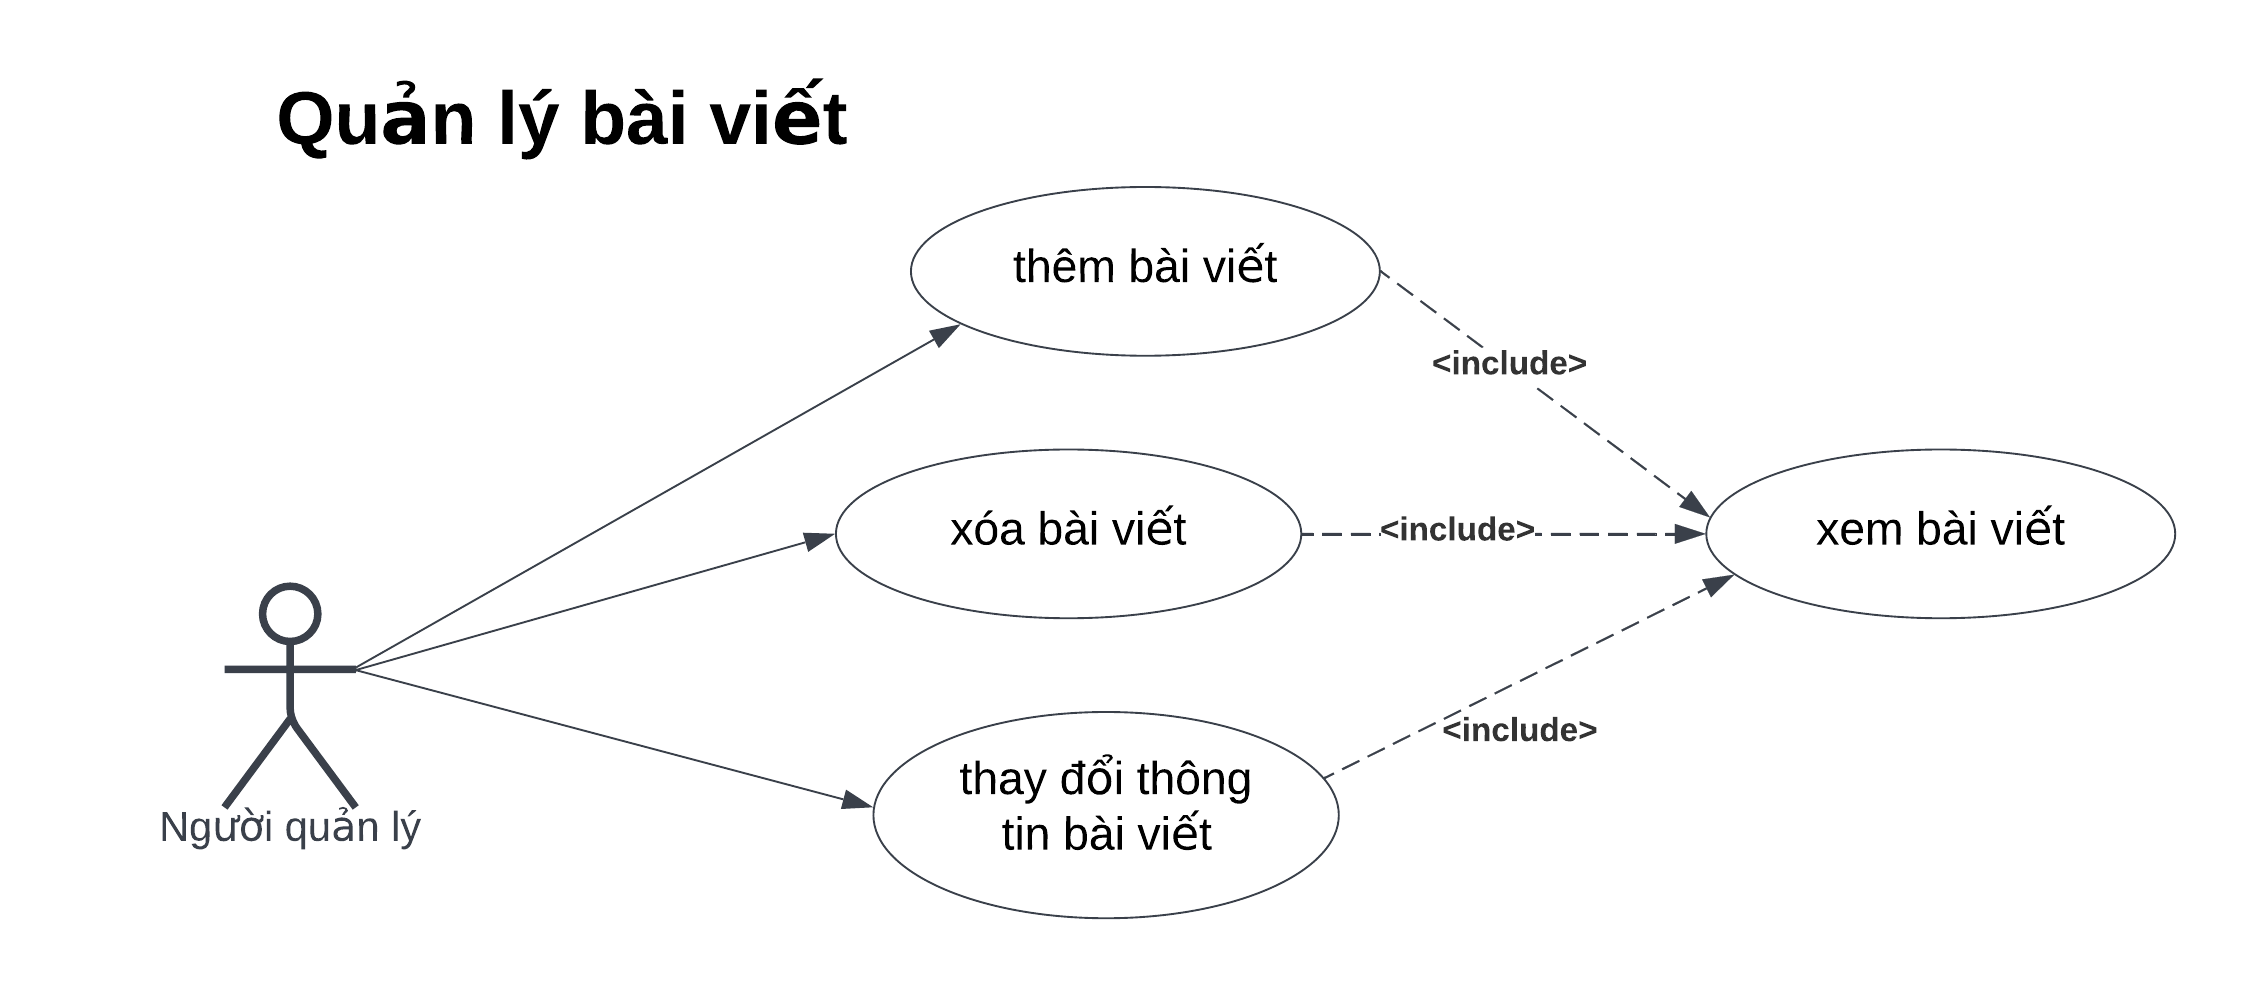 Quản lý bài viết
thêm bài viết
<include>
xóa bài viết
<include>
xem bài viết
<include>
thay đổi thông
tin bài viết
Người quản lý